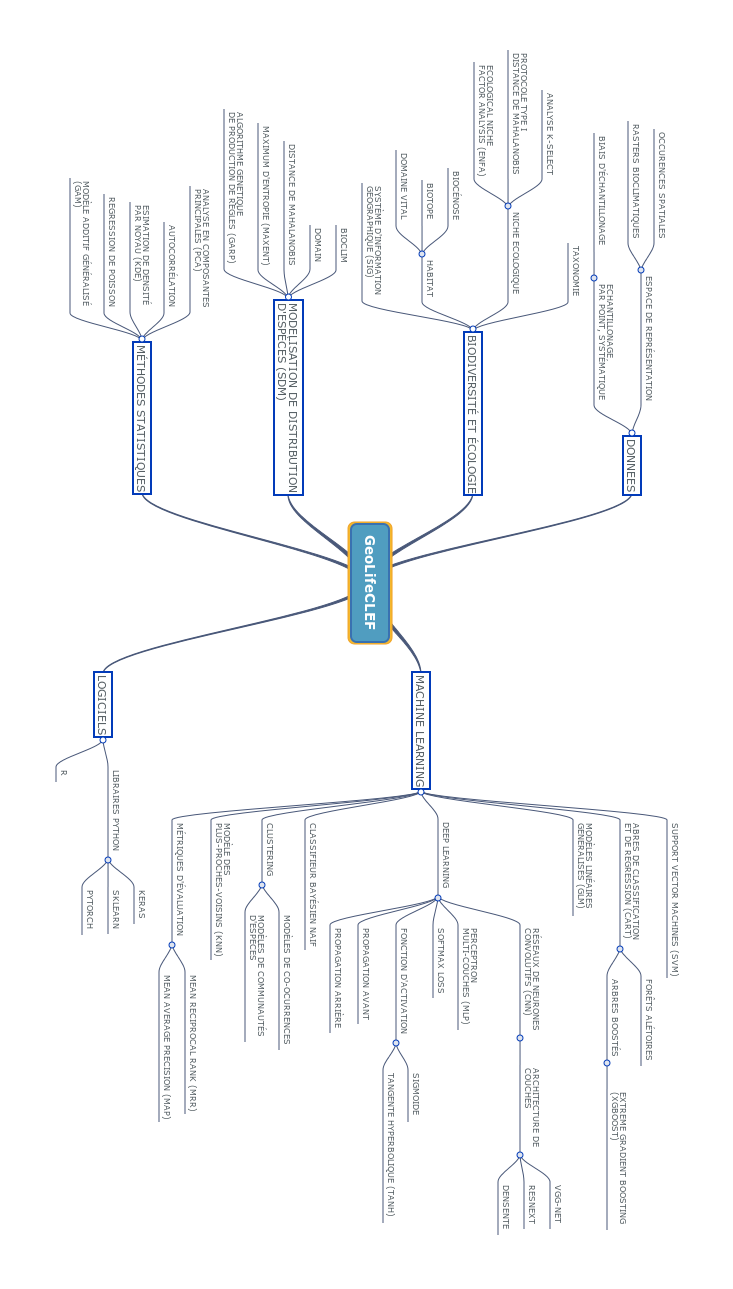 GeoLifeCLEF
DONNEES
ESPACE DE REPRÉSENTATION
OCCURENCES SPATIALES
RASTERS BIOCLIMATIQUES
ECHANTILLONAGE,
PAR POINT, SYSTÉMATIQUE
BIAIS D'ÉCHANTILLONAGE
BIODIVERSITÉ ET ÉCOLOGIE
TAXONOMIE
NICHE ECOLOGIQUE
ANALYSE K-SELECT
PROTOCOLE TYPE I
DISTANCE DE MAHALANOBIS
ECOLOGICAL NICHE
FACTOR ANALYSIS (ENFA)
HABITAT
BIOCÉNOSE
BIOTOPE
DOMAINE VITAL
SYSTÈME D'INFORMATION
GÉOGRAPHIQUE (SIG)
MODELISATION DE DISTRIBUTION
D'ESPÈCES (SDM)
BIOCLIM
DOMAIN
DISTANCE DE MAHALANOBIS
MAXIMUM D'ENTROPIE (MAXENT)
ALGORITHME GENETIQUE
DE PRODUCTION DE RÈGLES (GARP)
MÉTHODES STATISTIQUES
ANALYSE EN COMPOSANTES
PRINCIPALES (PCA)
AUTOCORRÉLATION
ESIMATION DE DENSITÉ
PAR NOYAU (KDE)
REGRESSION DE POISSON
MODÈLE ADDITIF GÉNÉRALISÉ
(GAM)
MACHINE LEARNING
SUPPORT VECTOR MACHINES (SVM)
ABRES DE CLASSIFICATION
ET DE REGRESSION (CART)
FORÊTS ALÉTOIRES
ARBRES BOOSTÉS
EXTREME GRADIENT BOOSTING
(XGBOOST)
MODÈLES LINÉAIRES
GÉNÉRALISÉS (GLM)
DEEP LEARNING
RÉSEAUX DE NEURONES
CONVOLUTIFS (CNN)
ARCHITECTURE DE
COUCHES
VGG-NET
RESNEXT
DENSENTE
PERCEPTRON
MULTI-COUCHES (MLP)
SOFTMAX LOSS
FONCTION D'ACTIVATION
SIGMOIDE
TANGENTE HYPERBOLIQUE (TANH)
PROPAGATION AVANT
PROPAGATION ARRIÈRE
CLASSIFIEUR BAYÉSIEN NAIF
CLUSTERING
MODÈLES DE CO-OCURRENCES
MODÈLES DE COMMUNAUTÉS
D'ESPÈCES
MODÈLE DES
PLUS-PROCHES-VOISINS (KNN)
MÉTRIQUES D'ÉVALUATION
MEAN RECIPROCAL RANK (MRR)
MEAN AVERAGE PRECISION (MAP)
LOGICIELS
LIBRAIRES PYTHON
KERAS
SKLEARN
PYTORCH
R